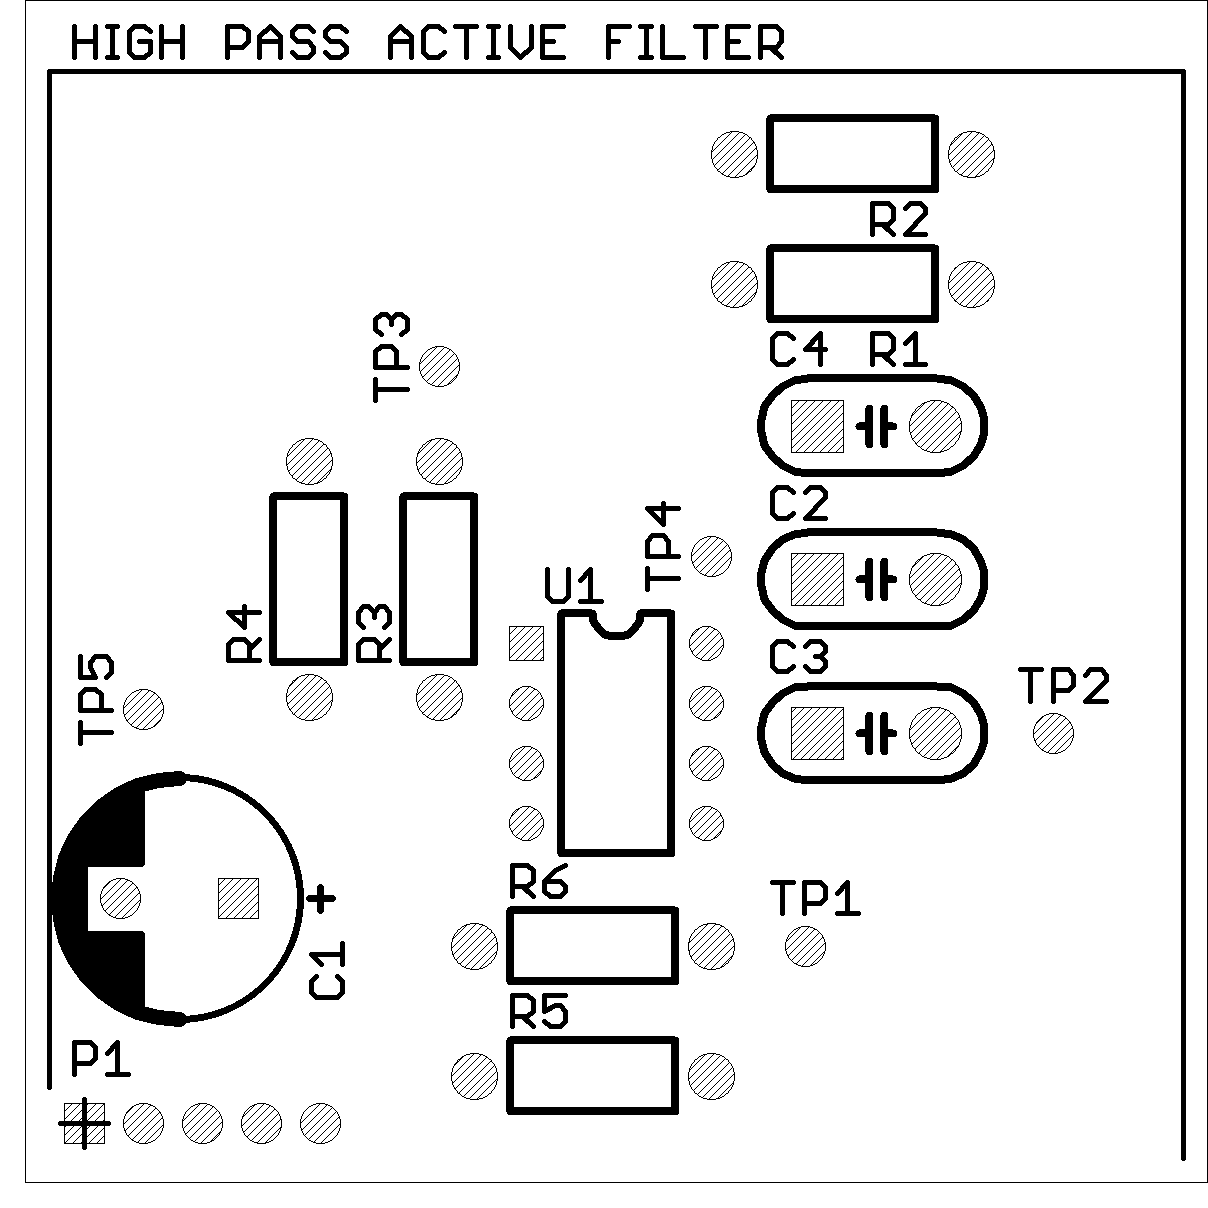 HIGH PASS ACTIVE FILTER
R2
TP3
C4 R1
C2
TP4
U1
R4
R3
C3
TP5
TP2
R6
TP1
+
C1
R5
P1
+